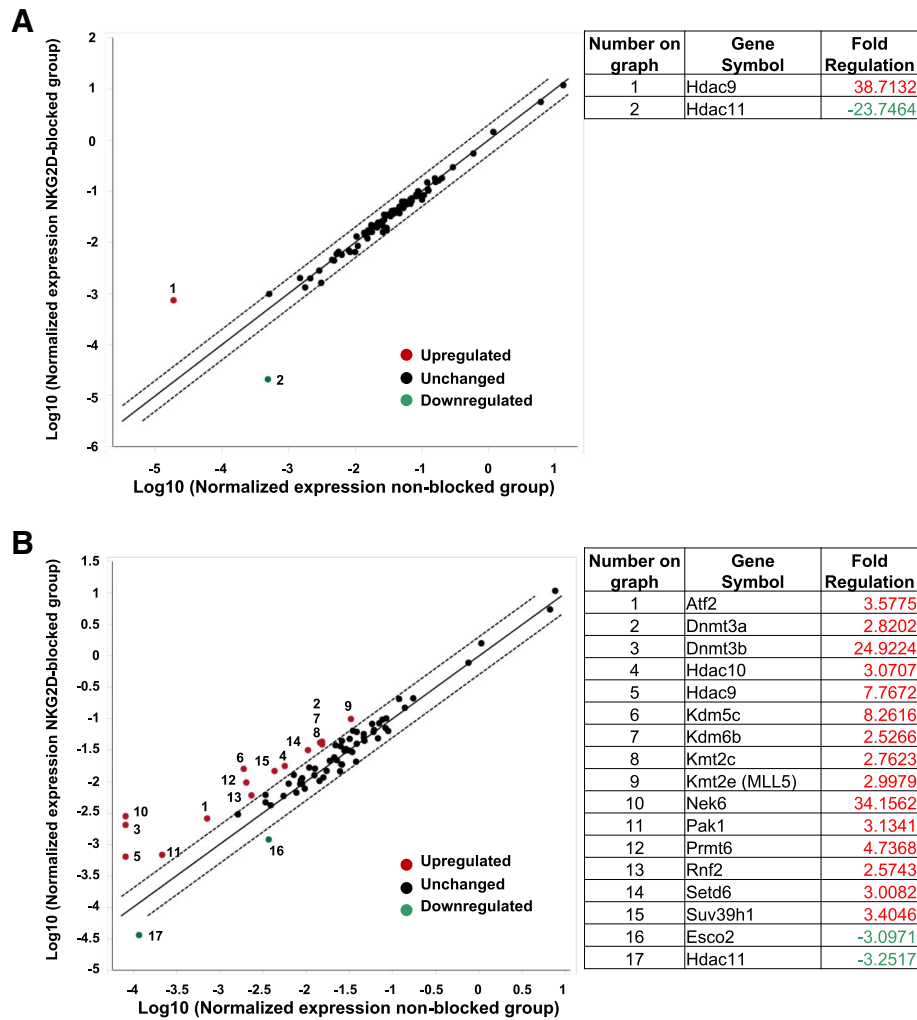 A
Log10 (Normalized expression NKG2D-blocked group)
2
1
0
-1
-2
-3
-4
-5
-6
1
2
Upregulated
Unchanged
Downregulated
-5 -4 -3 -2 -1 0 1
Log10 (Normalized expression non-blocked group)
Number on graph Gene Symbol Fold Regulation
1 Hdac9 38.7132
2 Hdac11 -23.7464
B
Log10 (Normalized expression NKG2D-blocked group)
1.5
1
0.5
0
-0.5
-1
-1.5
-2
-2.5
-3
-3.5
-4
-4.5
-5
2
7 9
8
14
6 15 4
12
13
10 1
3
11
5
16
17
Upregulated
Unchanged
Downregulated
-4 -3.5 -3 -2.5 -2 -1.5 -1 -0.5 0 0.5 1
Log10 (Normalized expression non-blocked group)
Number on graph Gene Symbol Fold Regulation
1 Atf2 3.5775
2 Dnmt3a 2.8202
3 Dnmt3b 24.9224
4 Hdac10 3.0707
5 Hdac9 7.7672
6 Kdm5c 8.2616
7 Kdm6b 2.5266
8 Kmt2c 2.7623
9 Kmt2e (MLL5) 2.9979
10 Nek6 34.1562
11 Pak1 3.1341
12 Prmt6 4.7368
13 Rnf2 2.5743
14 Setd6 3.0082
15 Suv39h1 3.4046
16 Esco2 -3.0971
17 Hdac11 -3.2517